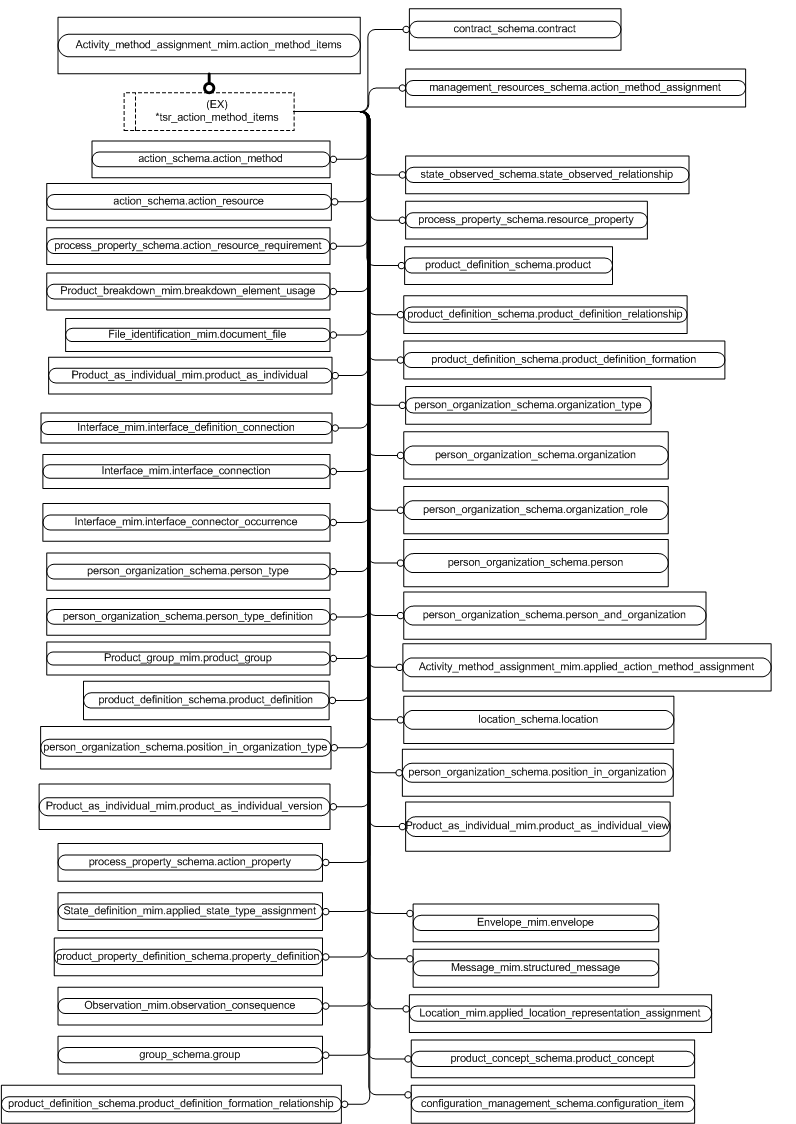 Activity_method_assignment_mim.action_method_items
(EX)
*tsr_action_method_items
action_schema.action_method
action_schema.action_resource
process_property_schema.action_resource_requirement
Product_breakdown_mim.breakdown_element_usage
File_identification_mim.document_file
Product_as_individual_mim.product_as_individual
Interface_mim.interface_definition_connection
Interface_mim.interface_connection
Interface_mim.interface_connector_occurrence
person_organization_schema.person_type
person_organization_schema.person_type_definition
Product_group_mim.product_group
product_definition_schema.product_definition
person_organization_schema.position_in_organization_type
Product_as_individual_mim.product_as_individual_version
process_property_schema.action_property
State_definition_mim.applied_state_type_assignment
product_property_definition_schema.property_definition
Observation_mim.observation_consequence
group_schema.group
product_definition_schema.product_definition_formation_relationship
contract_schema.contract
management_resources_schema.action_method_assignment
state_observed_schema.state_observed_relationship
process_property_schema.resource_property
product_definition_schema.product
product_definition_schema.product_definition_relationship
product_definition_schema.product_definition_formation
person_organization_schema.organization_type
person_organization_schema.organization
person_organization_schema.organization_role
person_organization_schema.person
person_organization_schema.person_and_organization
Activity_method_assignment_mim.applied_action_method_assignment
location_schema.location
person_organization_schema.position_in_organization
Product_as_individual_mim.product_as_individual_view
Envelope_mim.envelope
Message_mim.structured_message
Location_mim.applied_location_representation_assignment
product_concept_schema.product_concept
configuration_management_schema.configuration_item